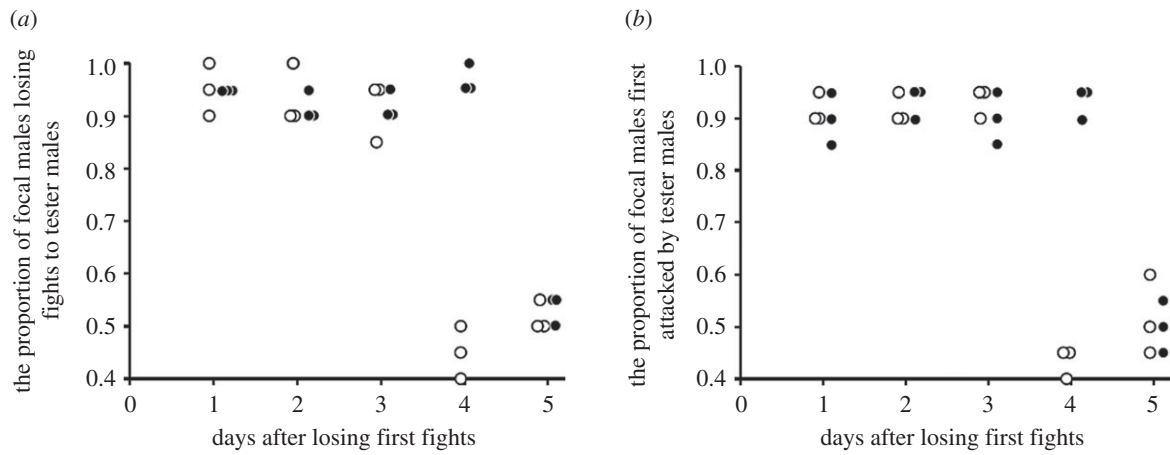 (a)
the proportion of focal males losing
fights to tester males
1.0
0.9
0.8
0.7
0.6
0.5
0.4
0 1 2 3 4 5
days after losing first fights
(b)
the proportion of focal males first
attacked by tester males
1.0
0.9
0.8
0.7
0.6
0.5
0.4
0 1 2 3 4 5
days after losing first fights